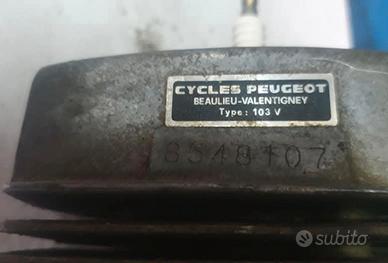 CYCLES PEUGEOT
BEAULIEU-VALENTIGNEY
Type: 103 V
8548107
subito